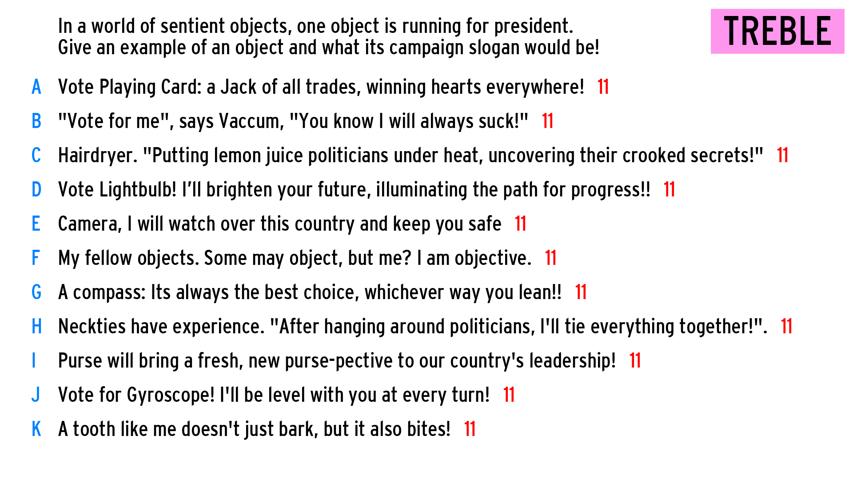 In a world of sentient objects, one object is running for president.
Give an example of an object and what its campaign slogan would be!
TREBLE
A Vote Playing Card: a Jack of all trades, winning hearts everywhere! 11
B "Vote for me", says Vaccum, "You know I will always suck!" 11
C Hairdryer. "Putting lemon juice politicians under heat, uncovering their crooked secrets!" 11
D Vote Lightbulb! I'll brighten your future, illuminating the path for progress!! 11
E Camera, I will watch over this country and keep you safe 11
F My fellow objects. Some may object, but me? I am objective. 11
G A compass: Its always the best choice, whichever way you lean!! 11
H Neckties have experience. "After hanging around politicians, I'll tie everything together!". 11
I Purse will bring a fresh, new purse-pective to our country's leadership! 11
J Vote for Gyroscope! I'll be level with you at every turn! 11
K A tooth like me doesn't just bark, but it also bites! 11